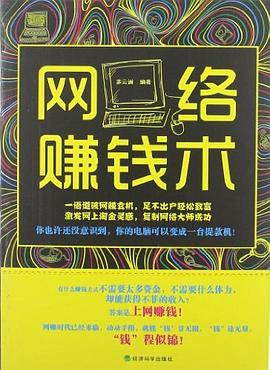 网络
李云渊 编著
赚钱术
一语道破网赚玄机，足不出户轻松致富
激发网上淘金灵感，复制网络大师成功
你也许还没意识到，你的电脑可以变成一台提款机！
有什么赚钱方式不需要太多资金，不需要什么体力，
却能获得不菲的收入？
答案是上网赚钱！
网赚时代已经来临，动动手指，就能“钱”景无限，“钱”途无量，
“钱”程似锦！
经济科学出版社